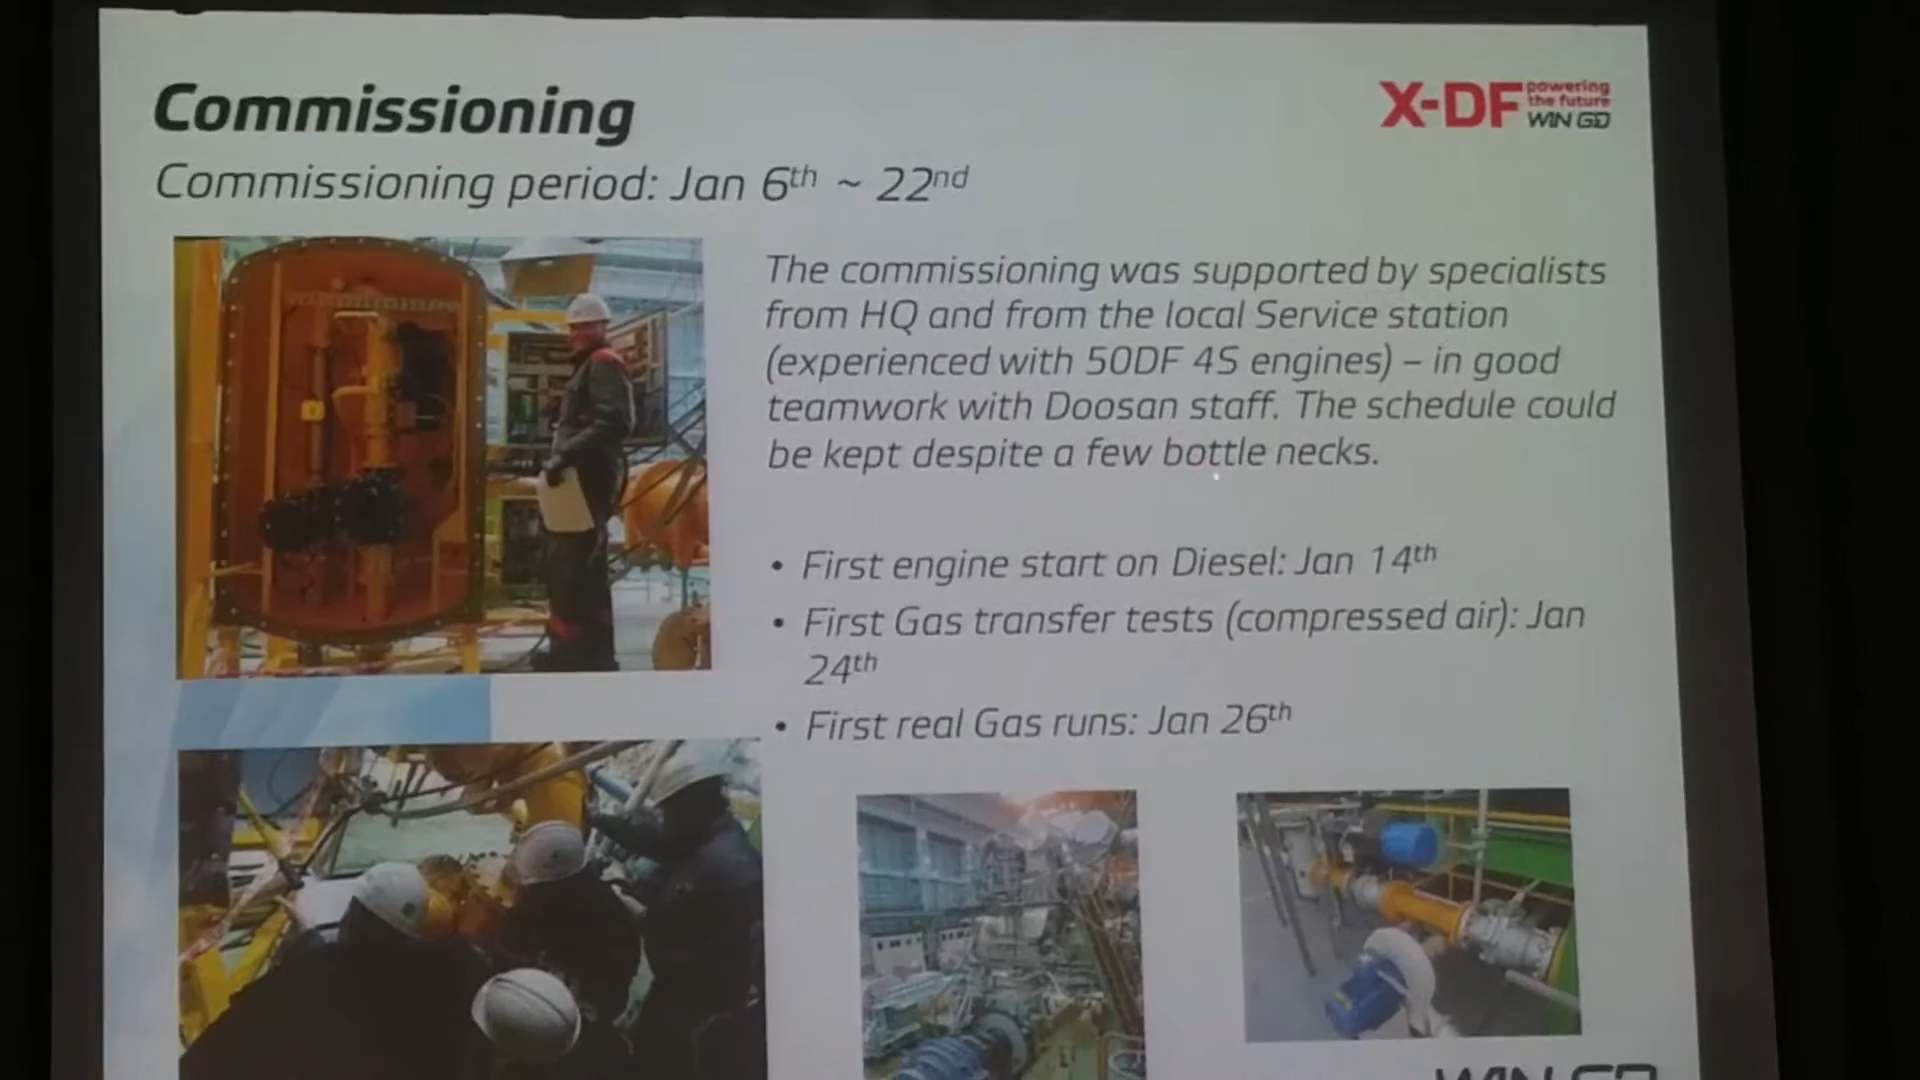 Commissioning
X-DF powering
the future
WIN GD
Commissioning period: Jan 6th ~ 22nd
The commissioning was supported by specialists
from HQ and from the local Service station
(experienced with 50DF 4S engines) – in good
teamwork with Doosan staff. The schedule could
be kept despite a few bottle necks.
• First engine start on Diesel: Jan 14th
• First Gas transfer tests (compressed air): Jan
24th
• First real Gas runs: Jan 26th
WIN GD